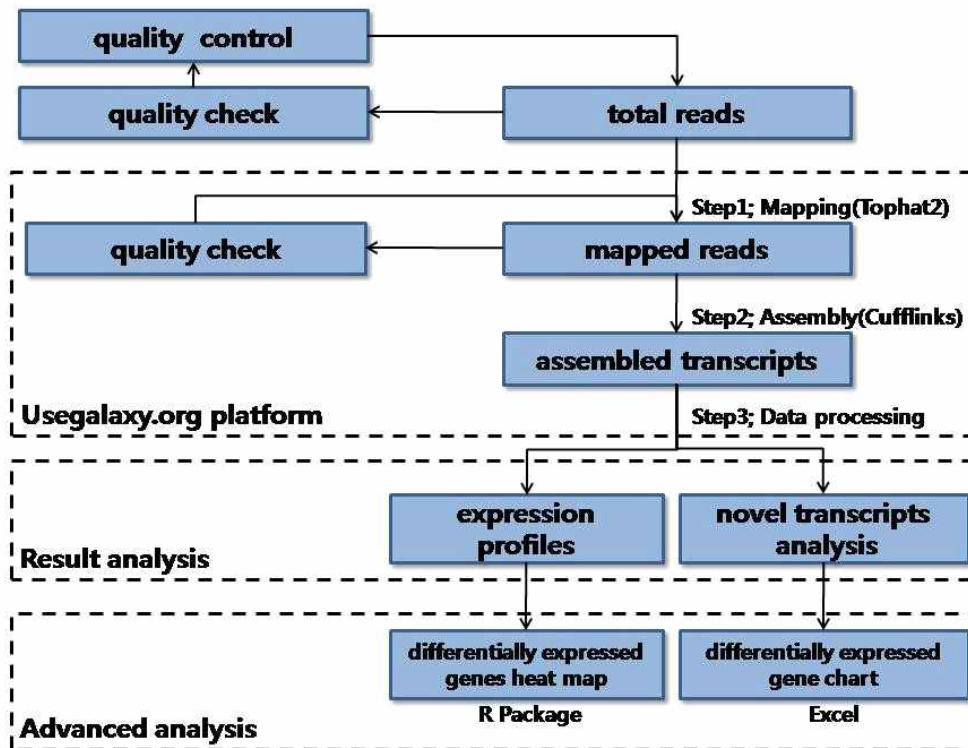 quality control
quality check
total reads
Step1; Mapping(Tophat2)
quality check
mapped reads
Step2; Assembly(Cufflinks)
assembled transcripts
Usegalaxy.org platform
Step3; Data processing
expression
profiles
novel transcripts
analysis
Result analysis
differentially expressed
genes heat map
differentially expressed
gene chart
R Package
Excel
Advanced analysis